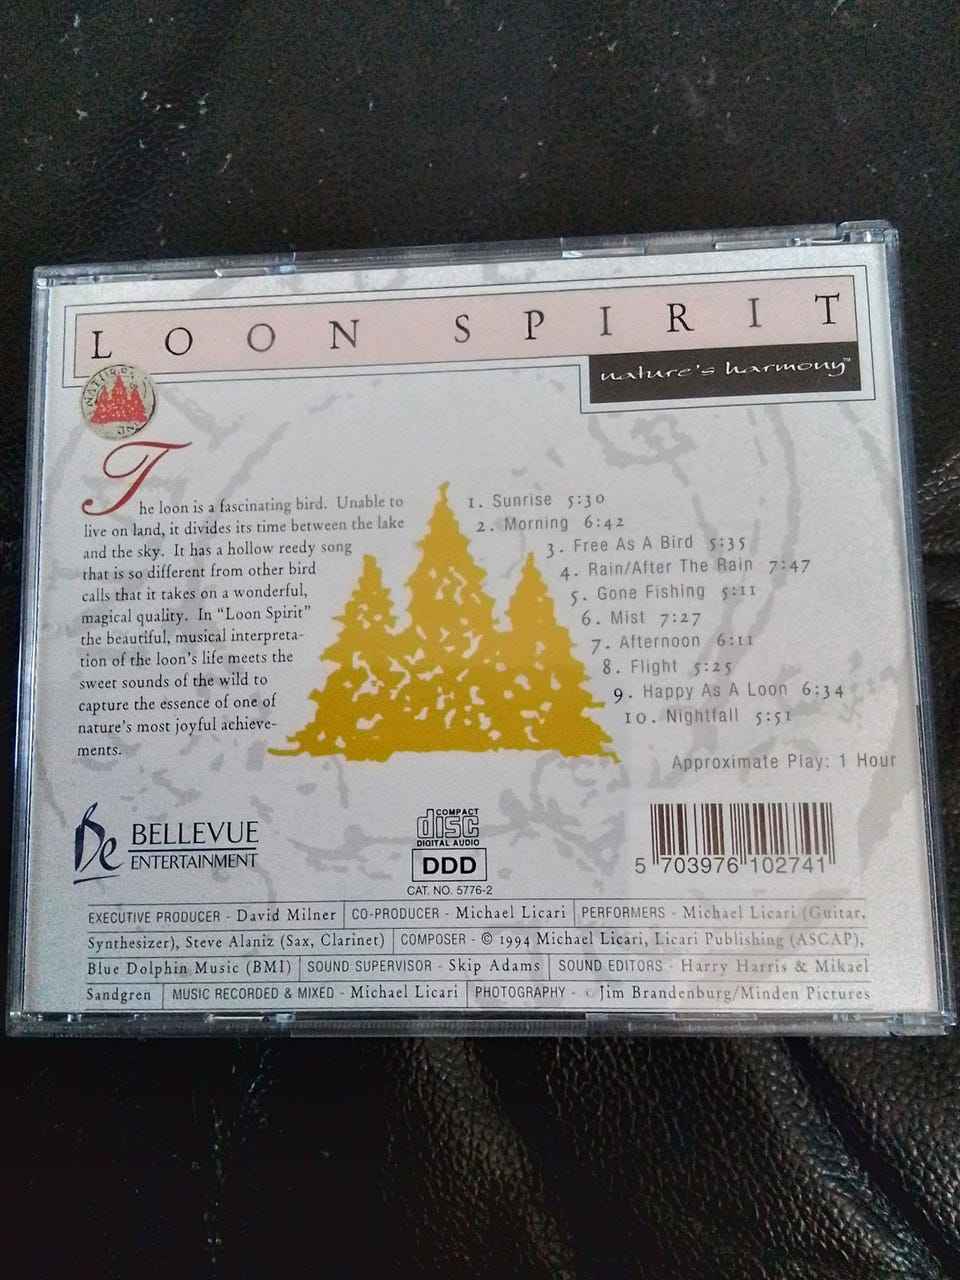 LOON SPIRIT
nature's harmony™
NATURE
The loon is a fascinating bird. Unable to
live on land, it divides its time between the lake
and the sky. It has a hollow reedy song
that is so different from other bird
calls that it takes on a wonderful,
magical quality. In "Loon Spirit"
the beautiful, musical interpreta-
tion of the loon's life meets the
sweet sounds of the wild to
capture the essence of one of
nature's most joyful achieve-
ments.
1. Sunrise 5:30
2. Morning 6:42
3. Free As A Bird 5:35
4. Rain/After The Rain 7:47
5. Gone Fishing 5:11
6. Mist 7:27
7. Afternoon 6:11
8. Flight 5:25
9. Happy As A Loon 6:34
10. Nightfall 5:51
Approximate Play: 1 Hour
Be BELLEVUE
ENTERTAINMENT
COMPACT
disc
DIGITAL AUDIO
DDD
CAT. NO. 5776-2
5 703976 102741
EXECUTIVE PRODUCER - David Milner | CO-PRODUCER - Michael Licari | PERFORMERS - Michael Licari (Guitar,
Synthesizer), Steve Alaniz (Sax, Clarinet) | COMPOSER - © 1994 Michael Licari, Licari Publishing (ASCAP),
Blue Dolphin Music (BMI) | SOUND SUPERVISOR - Skip Adams | SOUND EDITORS - Harry Harris & Mikael
Sandgren | MUSIC RECORDED & MIXED - Michael Licari | PHOTOGRAPHY - © Jim Brandenburg/Minden Pictures